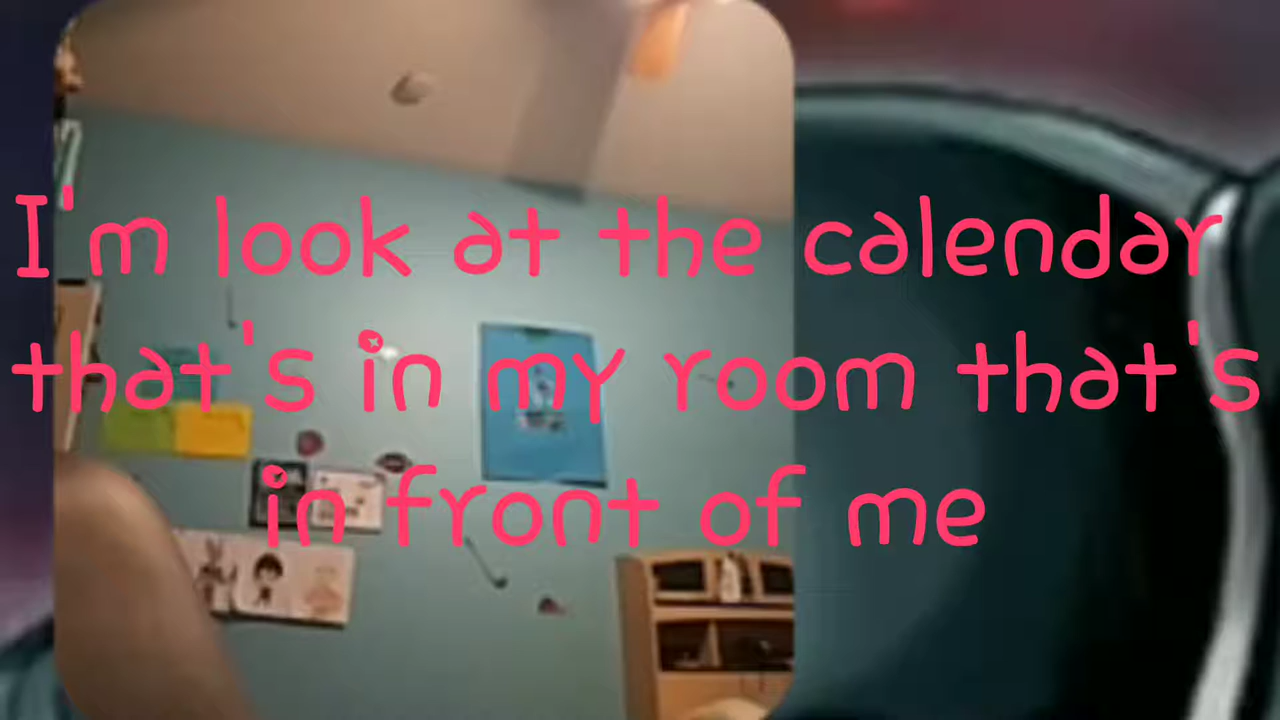 I'm look at the calendar
that's in my room that's
in front of me